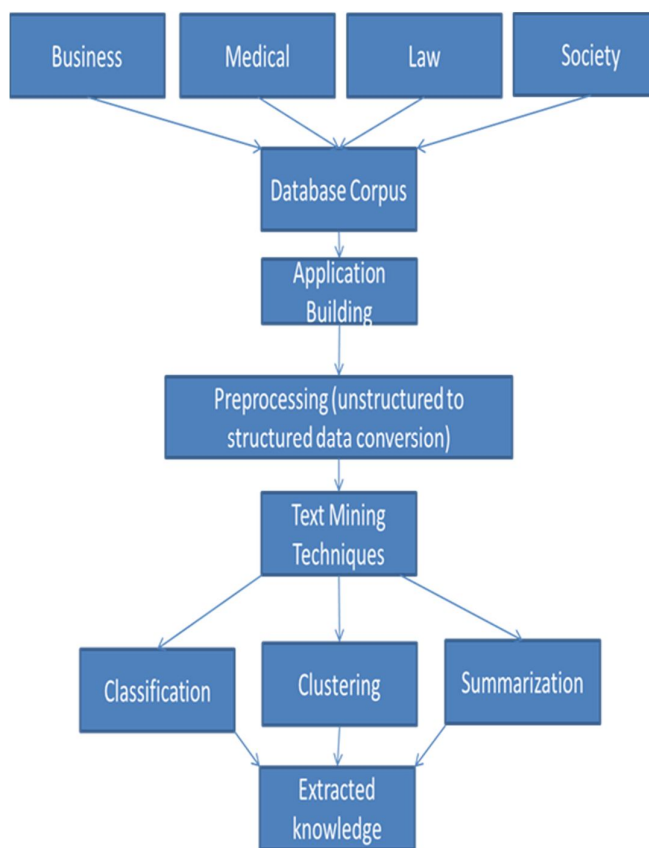 Business
Medical
Law
Society
Database Corpus
Application
Building
Preprocessing (unstructured to
structured data conversion)
Text Mining
Techniques
Classification
Clustering
Summarization
Extracted
knowledge